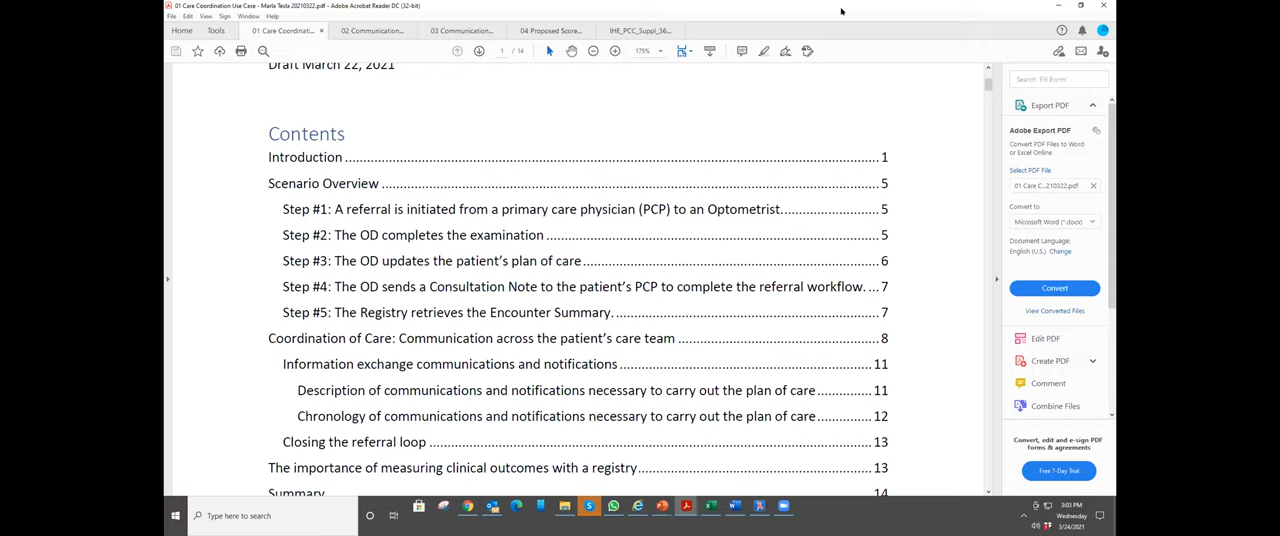 01 Care Coordination Use Case - Marla Tesla 20210322.pdf - Adobe Acrobat Reader DC (32-bit)
File Edit View Sign Window Help
Home Tools 01 Care Coordinati... × 02 Communication... 03 Communication... 04 Proposed Score... IHE_PCC_Suppl_36...
1 / 14 175%
Draft March 22, 2021
Contents
Introduction 1
Scenario Overview 5
Step #1: A referral is initiated from a primary care physician (PCP) to an Optometrist. 5
Step #2: The OD completes the examination 5
Step #3: The OD updates the patient's plan of care 6
Step #4: The OD sends a Consultation Note to the patient's PCP to complete the referral workflow. 7
Step #5: The Registry retrieves the Encounter Summary. 7
Coordination of Care: Communication across the patient's care team 8
Information exchange communications and notifications 11
Description of communications and notifications necessary to carry out the plan of care 11
Chronology of communications and notifications necessary to carry out the plan of care 12
Closing the referral loop 13
The importance of measuring clinical outcomes with a registry 13
Summary 14
Search 'Fill Form'
Export PDF
Adobe Export PDF
Convert PDF Files to Word
or Excel Online
Select PDF File
01 Care C...210322.pdf ×
Convert to
Microsoft Word (*.docx)
Document Language:
English (U.S.) Change
Convert
View Converted Files
Edit PDF
Create PDF
Comment
Combine Files
Convert, edit and e-sign PDF
forms & agreements
Free 7-Day Trial
Type here to search
3:03 PM
Wednesday
3/24/2021